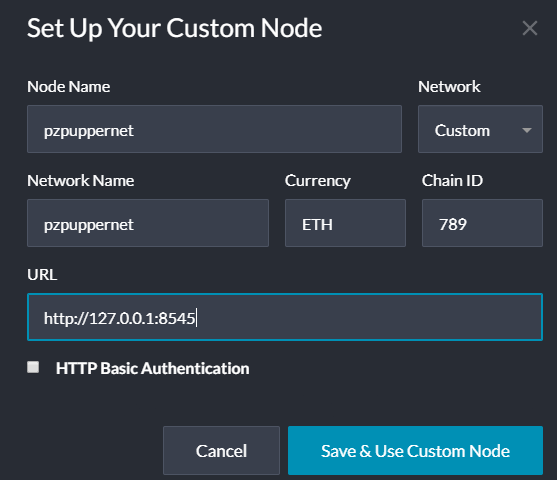 Set Up Your Custom Node
Node Name Network
pzpuppernet Custom
Network Name Currency Chain ID
pzpuppernet ETH 789
URL
http://127.0.0.1:8545
HTTP Basic Authentication
Cancel Save & Use Custom Node